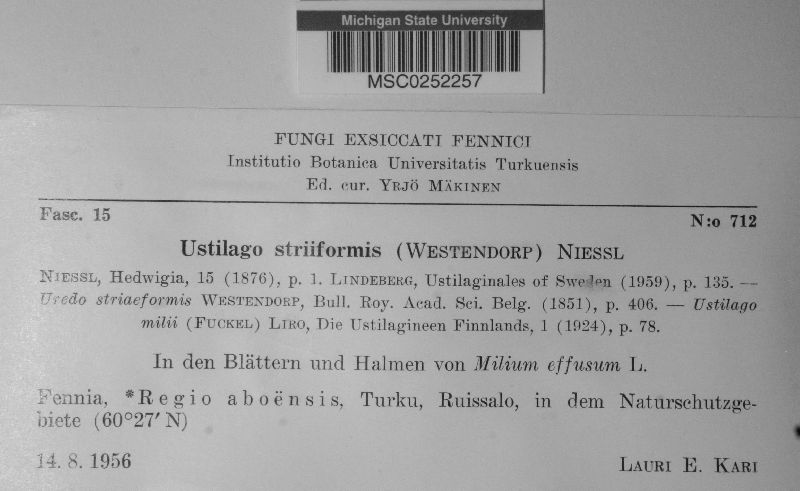 Michigan State University
MSC0252257
FUNGI EXSICCATI FENNICI
Institutio Botanica Universitatis Turkuensis
Ed. cur. YRJÖ MÄKINEN
Fasc. 15
N:o 712
Ustilago striiformis (WESTENDORP) NIESSL
NIESSL, Hedwigia, 15 (1876), p. 1. LINDEBERG, Ustilaginales of Sweden (1959), p. 135. —
Uredo striaeformis WESTENDORP, Bull. Roy. Acad. Sci. Belg. (1851), p. 406. — Ustilago
milii (FUCKEL) LIRO, Die Ustilagineen Finnlands, 1 (1924), p. 78.
In den Blättern und Halmen von Milium effusum L.
Fennia, *Regio aboënsis, Turku, Ruissalo, in dem Naturschutzge-
biete (60°27′ N)
14. 8. 1956
LAURI E. KARI